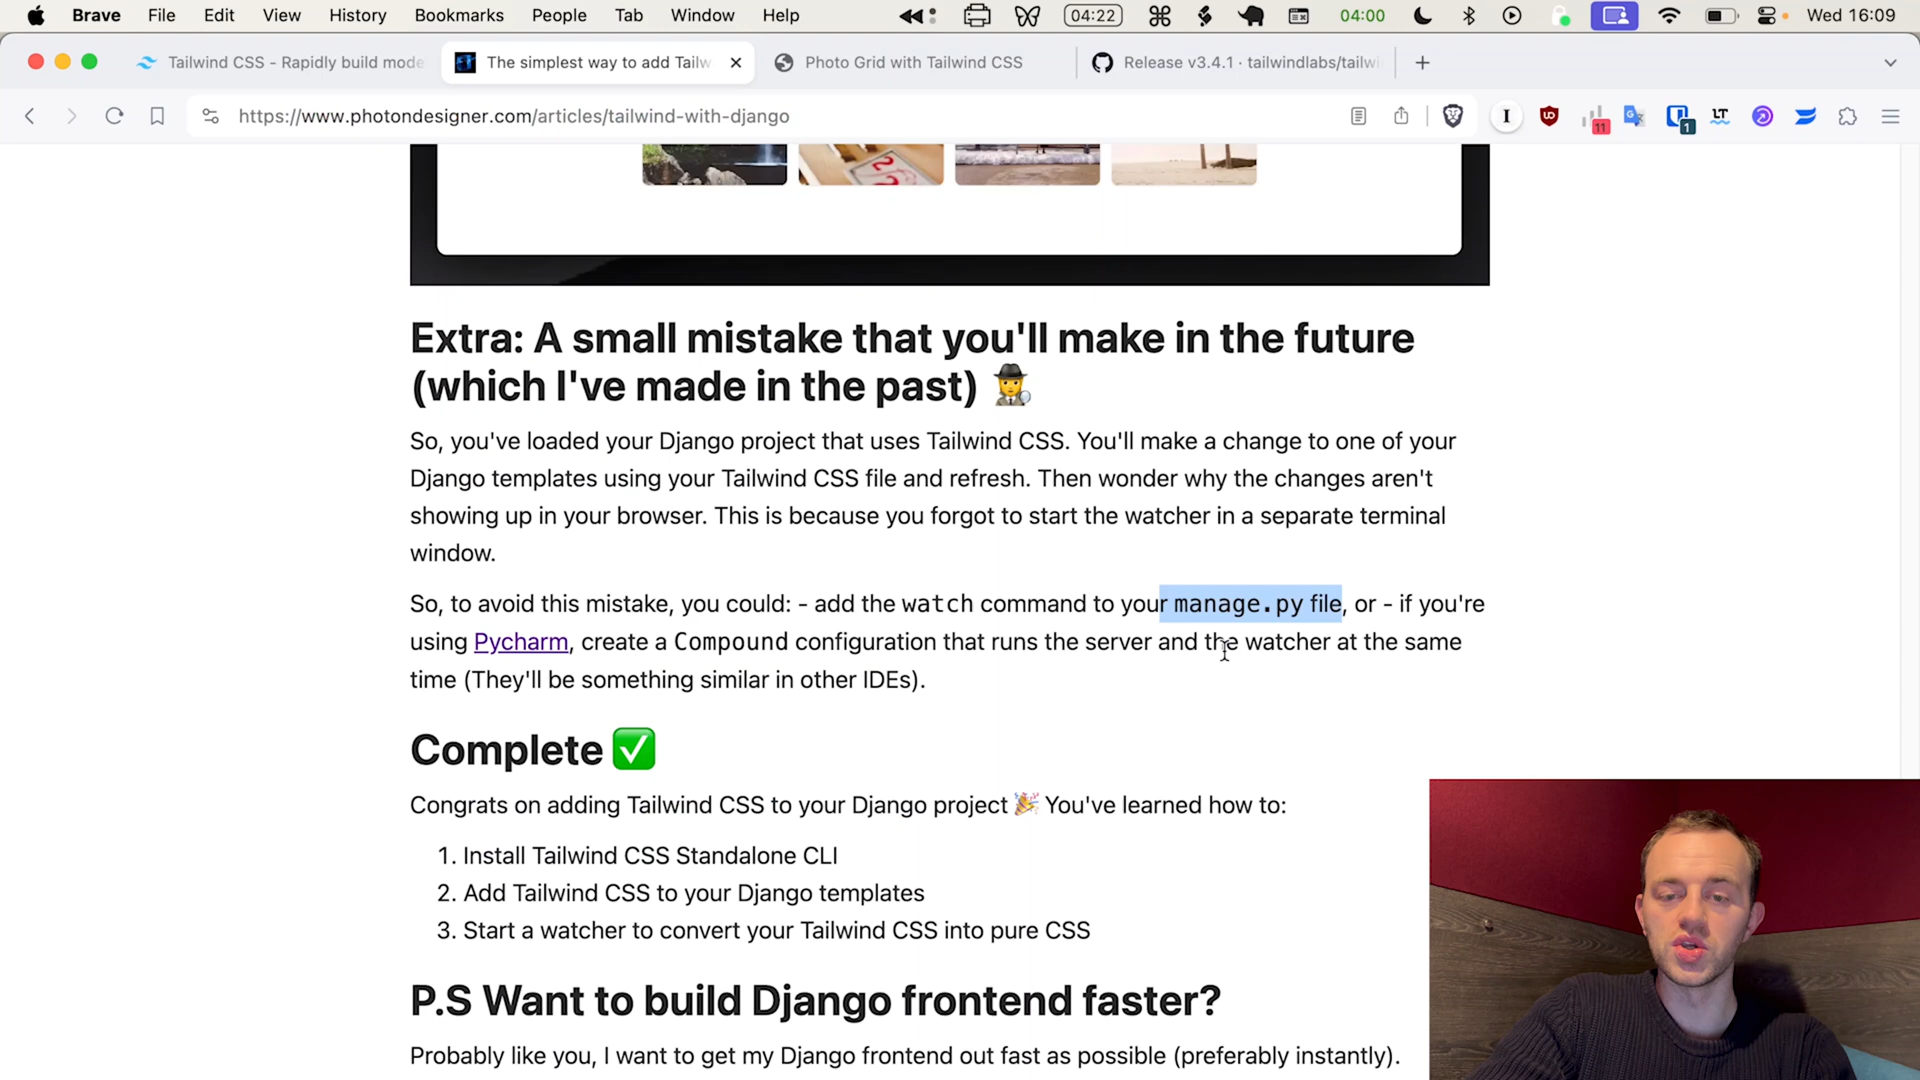 Brave File Edit View History Bookmarks People Tab Window Help 04:22 04:00 Wed 16:09
Tailwind CSS - Rapidly build mode The simplest way to add Tailw Photo Grid with Tailwind CSS Release v3.4.1 · tailwindlabs/tailwi
https://www.photondesigner.com/articles/tailwind-with-django 11 1
Extra: A small mistake that you'll make in the future
(which I've made in the past)
So, you've loaded your Django project that uses Tailwind CSS. You'll make a change to one of your
Django templates using your Tailwind CSS file and refresh. Then wonder why the changes aren't
showing up in your browser. This is because you forgot to start the watcher in a separate terminal
window.
So, to avoid this mistake, you could: - add the watch command to your manage.py file, or - if you're
using Pycharm, create a Compound configuration that runs the server and the watcher at the same
time (They'll be something similar in other IDEs).
Complete
Congrats on adding Tailwind CSS to your Django project You've learned how to:
1. Install Tailwind CSS Standalone CLI
2. Add Tailwind CSS to your Django templates
3. Start a watcher to convert your Tailwind CSS into pure CSS
P.S Want to build Django frontend faster?
Probably like you, I want to get my Django frontend out fast as possible (preferably instantly).